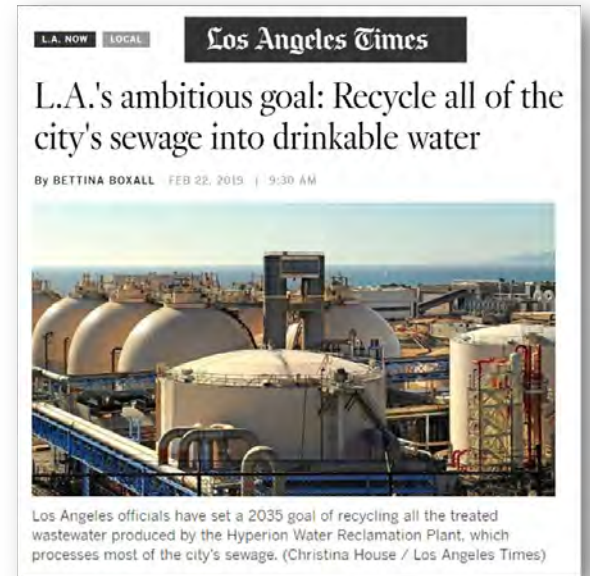 L.A. NOW LOCAL
Los Angeles Times
L.A.'s ambitious goal: Recycle all of the
city's sewage into drinkable water
By BETTINA BOXALL FEB 22, 2019 | 9:30 AM
Los Angeles officials have set a 2035 goal of recycling all the treated
wastewater produced by the Hyperion Water Reclamation Plant, which
processes most of the city's sewage. (Christina House / Los Angeles Times)